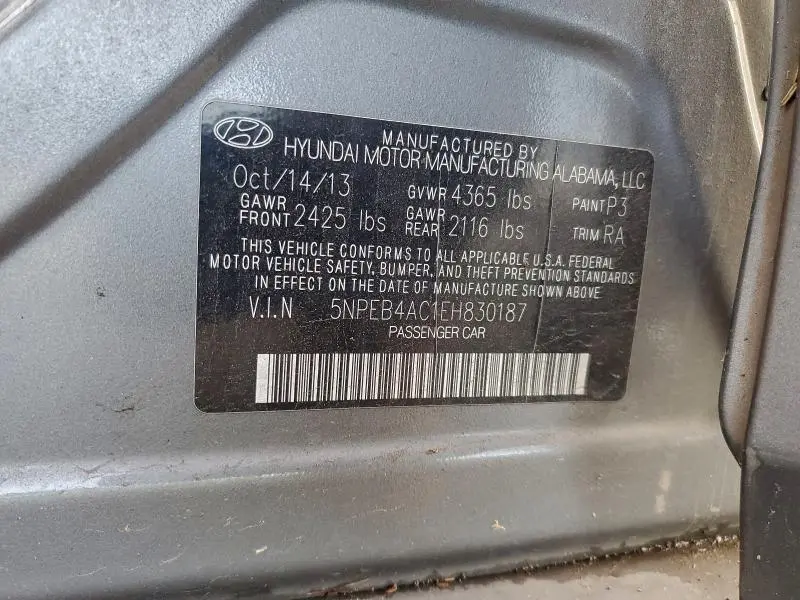 MANUFACTURED BY
HYUNDAI MOTOR MANUFACTURING ALABAMA, LLC
Oct/14/13 GVWR 4365 lbs PAINT P3
GAWR FRONT 2425 lbs GAWR REAR 2116 lbs TRIM RA
THIS VEHICLE CONFORMS TO ALL APPLICABLE U.S.A. FEDERAL
MOTOR VEHICLE SAFETY, BUMPER, AND THEFT PREVENTION STANDARDS
IN EFFECT ON THE DATE OF MANUFACTURE SHOWN ABOVE.
V.I.N 5NPEB4AC1EH830187
PASSENGER CAR